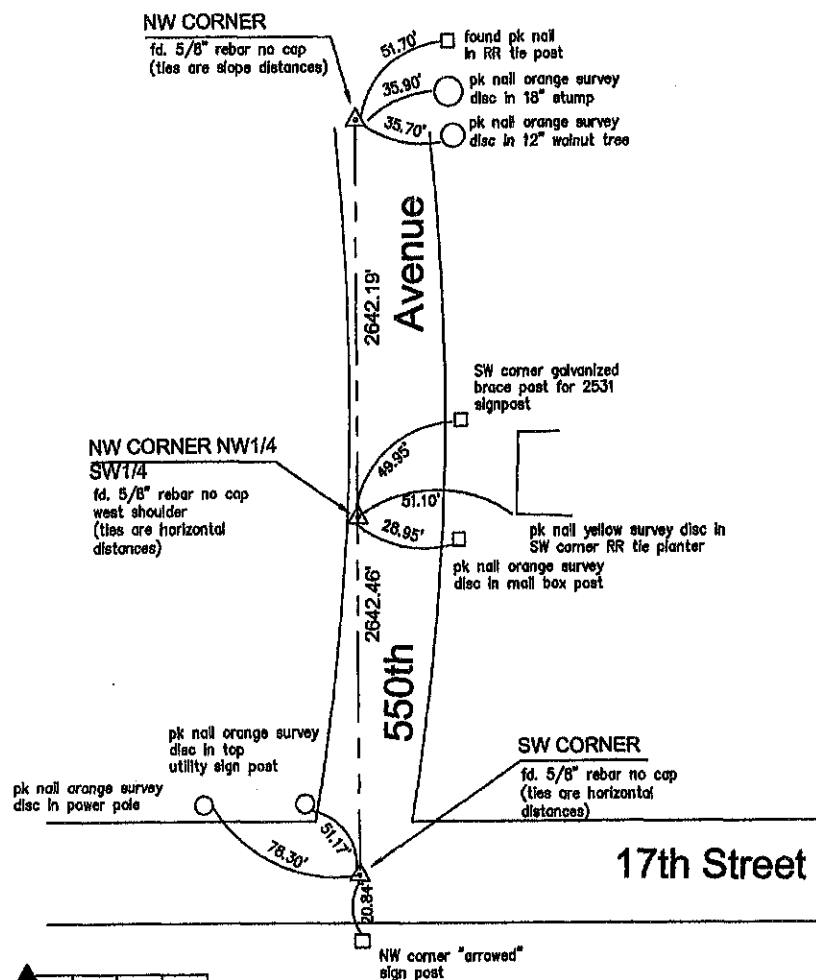 NW CORNER
fd. 5/8" rebar no cap
(ties are slope distances)
51.70'
found pk nail
in RR tie post
35.90'
pk nail orange survey
disc in 18" stump
35.70'
pk nail orange survey
disc in 12" walnut tree
Avenue
2642.19'
SW corner galvanized
brace post for 2531
signpost
NW CORNER NW1/4
SW1/4
fd. 5/8" rebar no cap
west shoulder
(ties are horizontal
distances)
49.95'
51.10'
28.95'
pk nail yellow survey disc in
SW corner RR tie planter
pk nail orange survey
disc in mail box post
2642.46'
550th
pk nail orange survey
disc in top
utility sign post
pk nail orange survey
disc in power pole
SW CORNER
fd. 5/8" rebar no cap
(ties are horizontal
distances)
78.30'
51.17'
20.84'
17th Street
NW corner "arrowed"
sign post